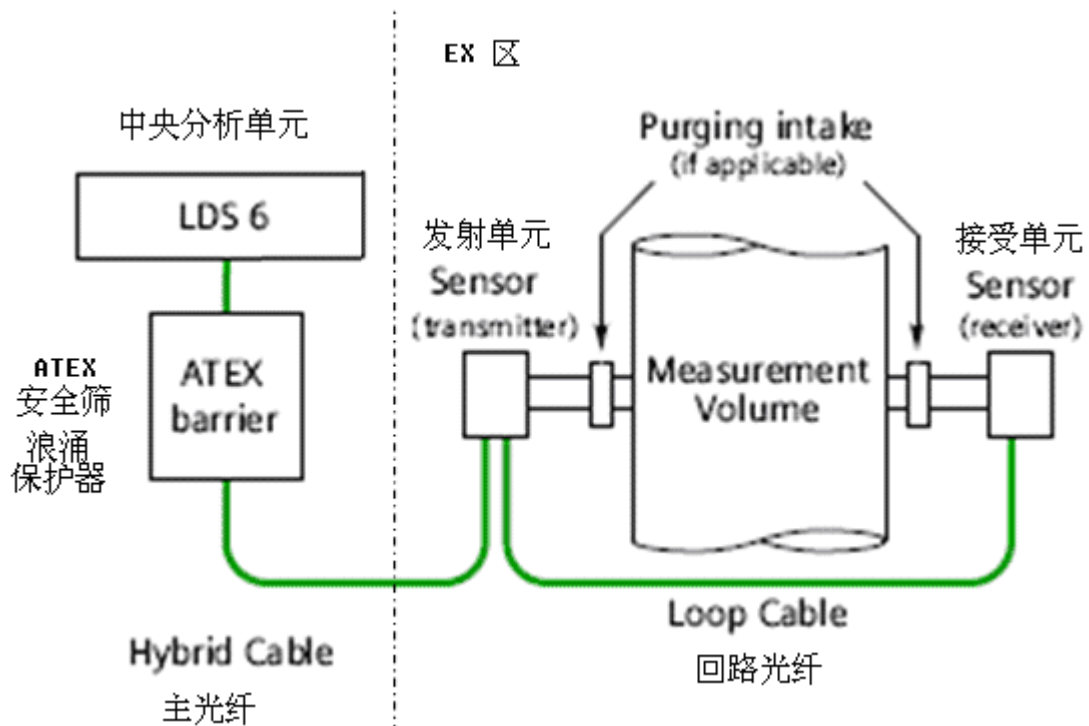 EX 区
中央分析单元
LDS 6
ATEX
安全筛
浪涌
保护器
ATEX
barrier
Purging intake
(if applicable)
发射单元
Sensor
(transmitter)
接受单元
Sensor
(receiver)
Measurement
Volume
Hybrid Cable
主光纤
Loop Cable
回路光纤